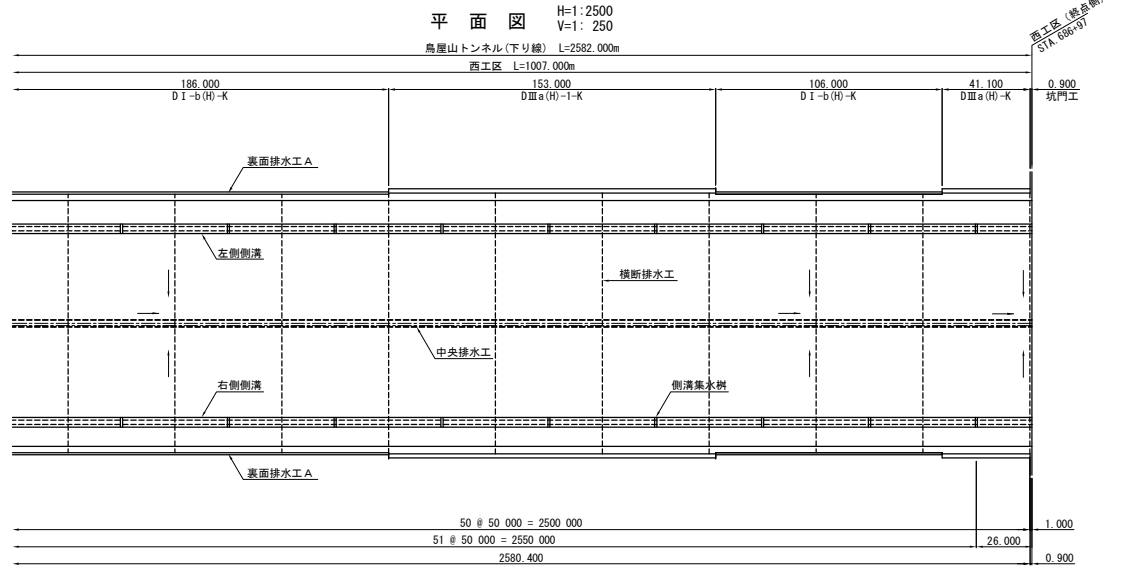 平 面 図
H=1:2500
V=1: 250
西工区 (終点側)
STA.686+97
鳥屋山トンネル(下り線) L=2582.000m
西工区 L=1007.000m
186.000
153.000
106.000
41.100
0.900
DⅠ-b(H)-K
DⅢa(H)-1-K
DⅠ-b(H)-K
DⅢa(H)-K
坑門工
裏面排水工A
左側側溝
横断排水工
中央排水工
右側側溝
側溝集水桝
裏面排水工A
50 @ 50 000 = 2500 000
1.000
51 @ 50 000 = 2550 000
26.000
2580.400
0.900